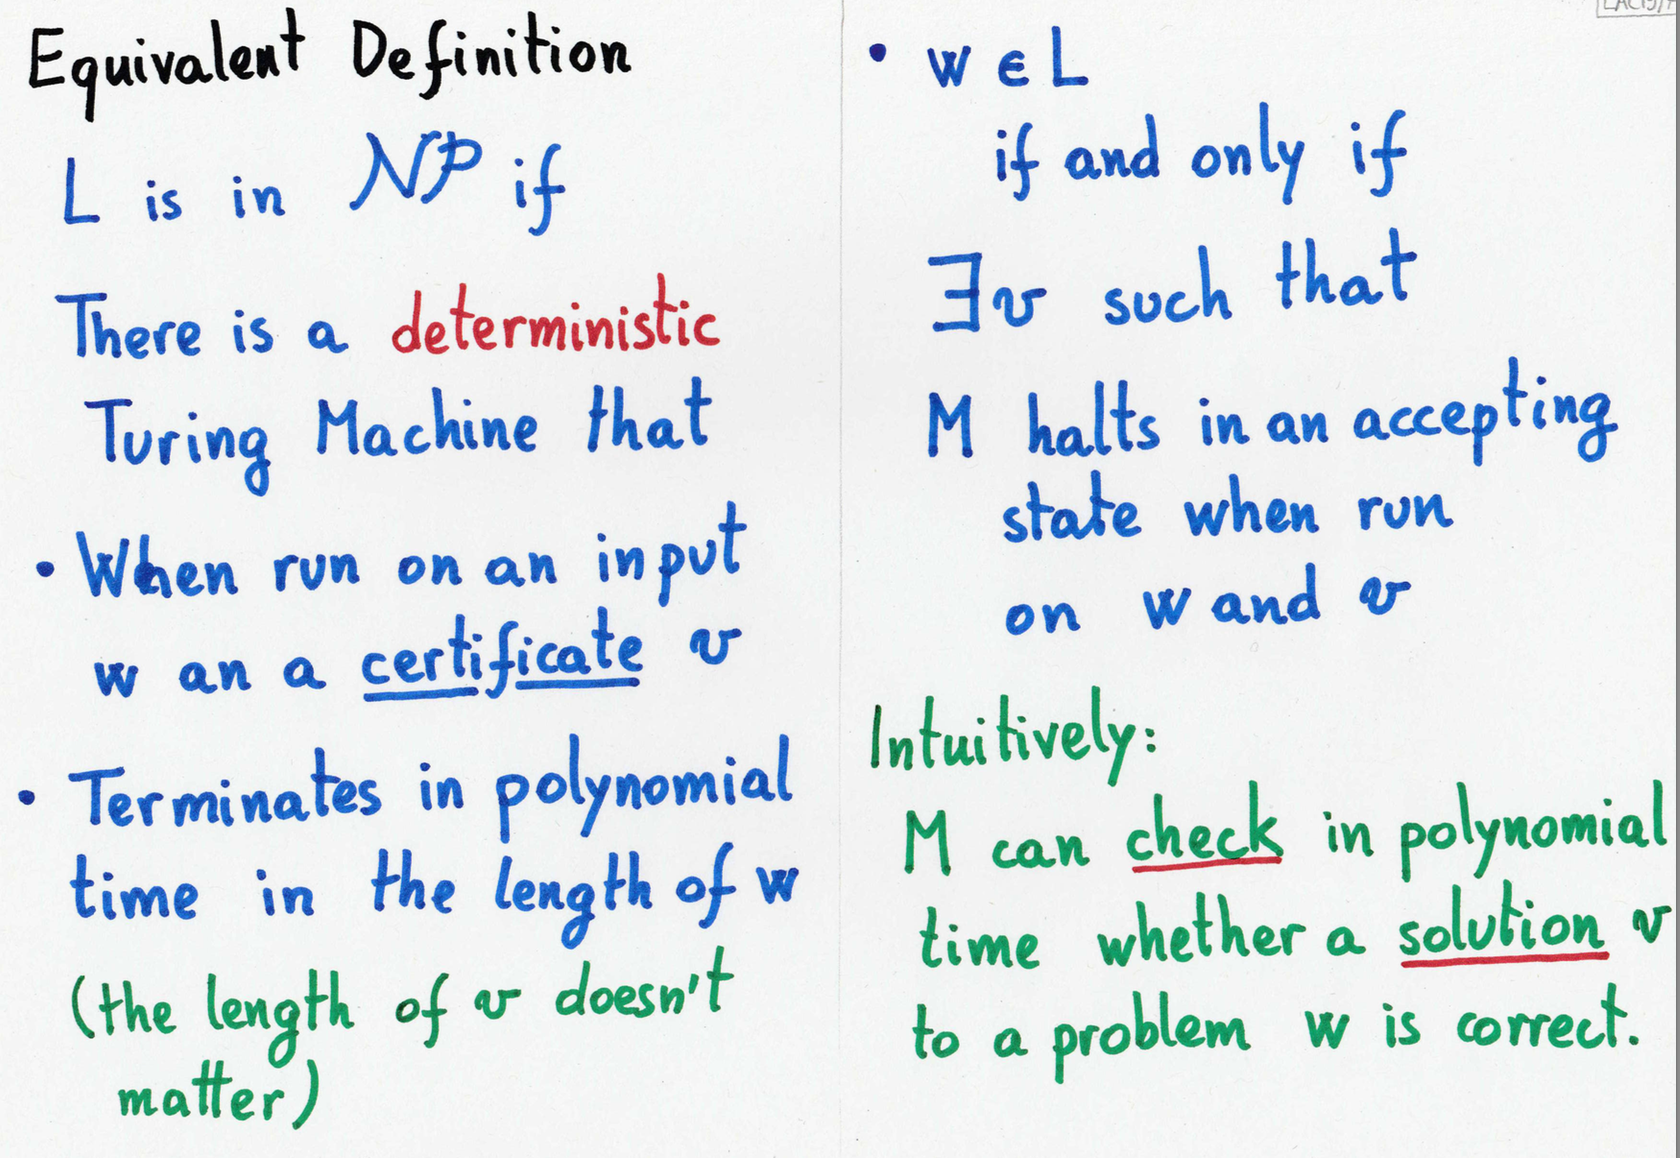 Equivalent Definition
L is in NP if
There is a deterministic
Turing Machine that
• When run on an input
w an a certificate v
• Terminates in polynomial
time in the length of w
(the length of v doesn't
matter)
• w ∈ L
if and only if
∃v such that
M halts in an accepting
state when run
on w and v
Intuitively:
M can check in polynomial
time whether a solution v
to a problem w is correct.